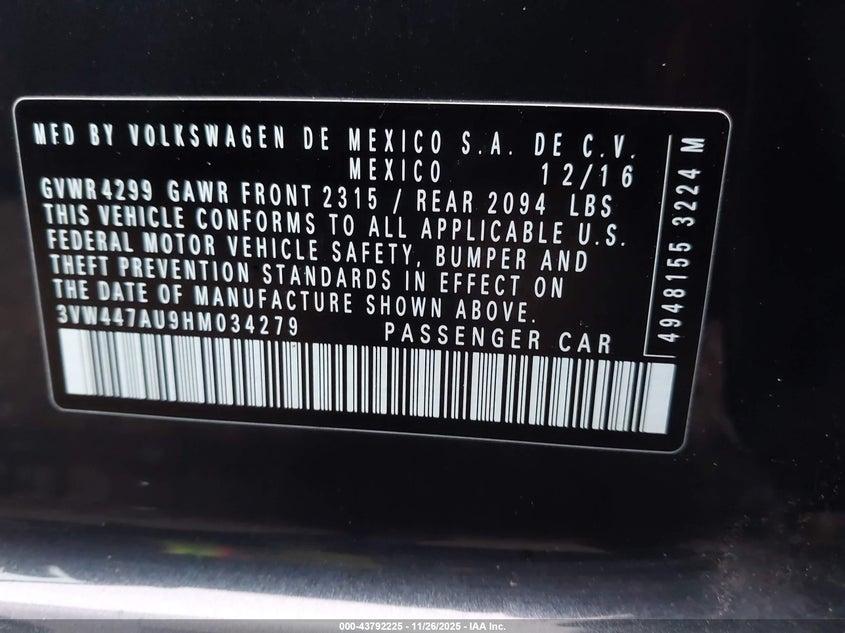 MFD BY VOLKSWAGEN DE MEXICO S.A. DE C.V.
MEXICO 12/16
GVWR4299 GAWR FRONT 2315 / REAR 2094 LBS
THIS VEHICLE CONFORMS TO ALL APPLICABLE U.S.
FEDERAL MOTOR VEHICLE SAFETY, BUMPER AND
THEFT PREVENTION STANDARDS IN EFFECT ON
THE DATE OF MANUFACTURE SHOWN ABOVE.
3VW447AU9HM034279 PASSENGER CAR
4948155 3224 M
000-43792225 - 11/26/2025 - IAA Inc.